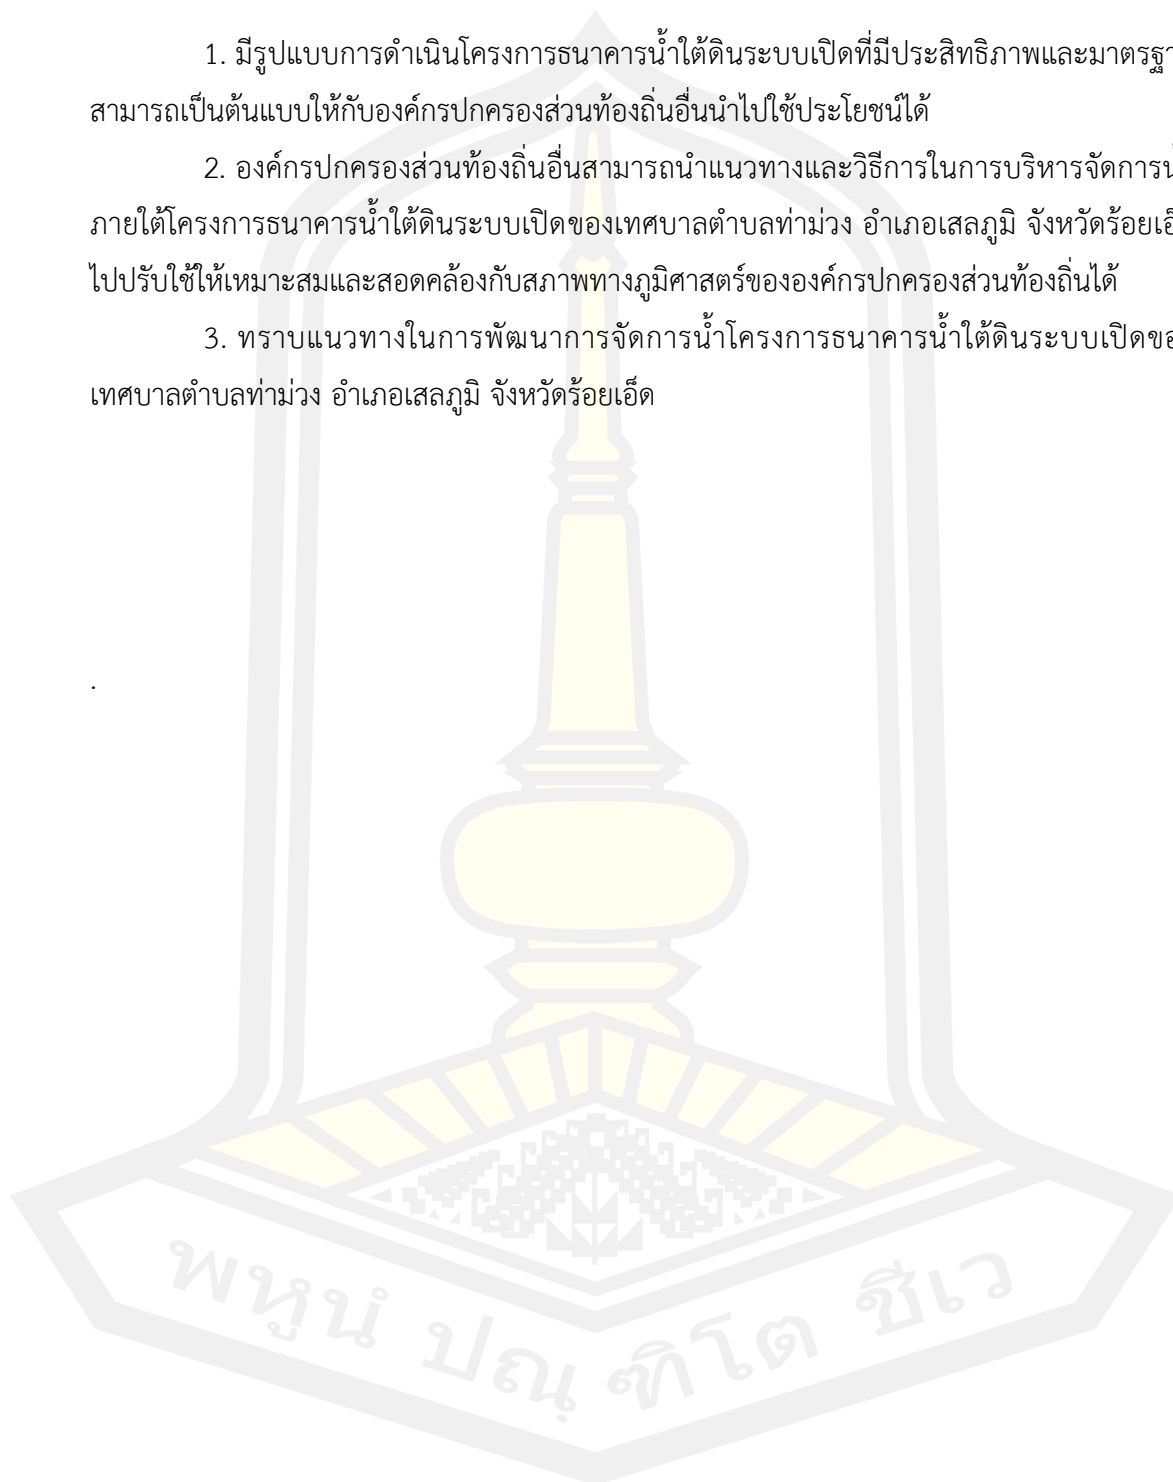 1. มีรูปแบบการดำเนินโครงการธนาคารน้ำใต้ดินระบบเปิดที่มีประสิทธิภาพและมาตรฐา
สามารถเป็นต้นแบบให้กับองค์กรปกครองส่วนท้องถิ่นอื่นนำไปใช้ประโยชน์ได้
2. องค์กรปกครองส่วนท้องถิ่นอื่นสามารถนำแนวทางและวิธีการในการบริหารจัดการน้
ภายใต้โครงการธนาคารน้ำใต้ดินระบบเปิดของเทศบาลตำบลท่าม่วง อำเภอเสลภูมิ จังหวัดร้อยเอ็
ไปปรับใช้ให้เหมาะสมและสอดคล้องกับสภาพทางภูมิศาสตร์ขององค์กรปกครองส่วนท้องถิ่นได้
3. ทราบแนวทางในการพัฒนาการจัดการน้ำโครงการธนาคารน้ำใต้ดินระบบเปิดขอ
เทศบาลตำบลท่าม่วง อำเภอเสลภูมิ จังหวัดร้อยเอ็ด
.
พหูนํ ปณฺฑิโต ชีเว